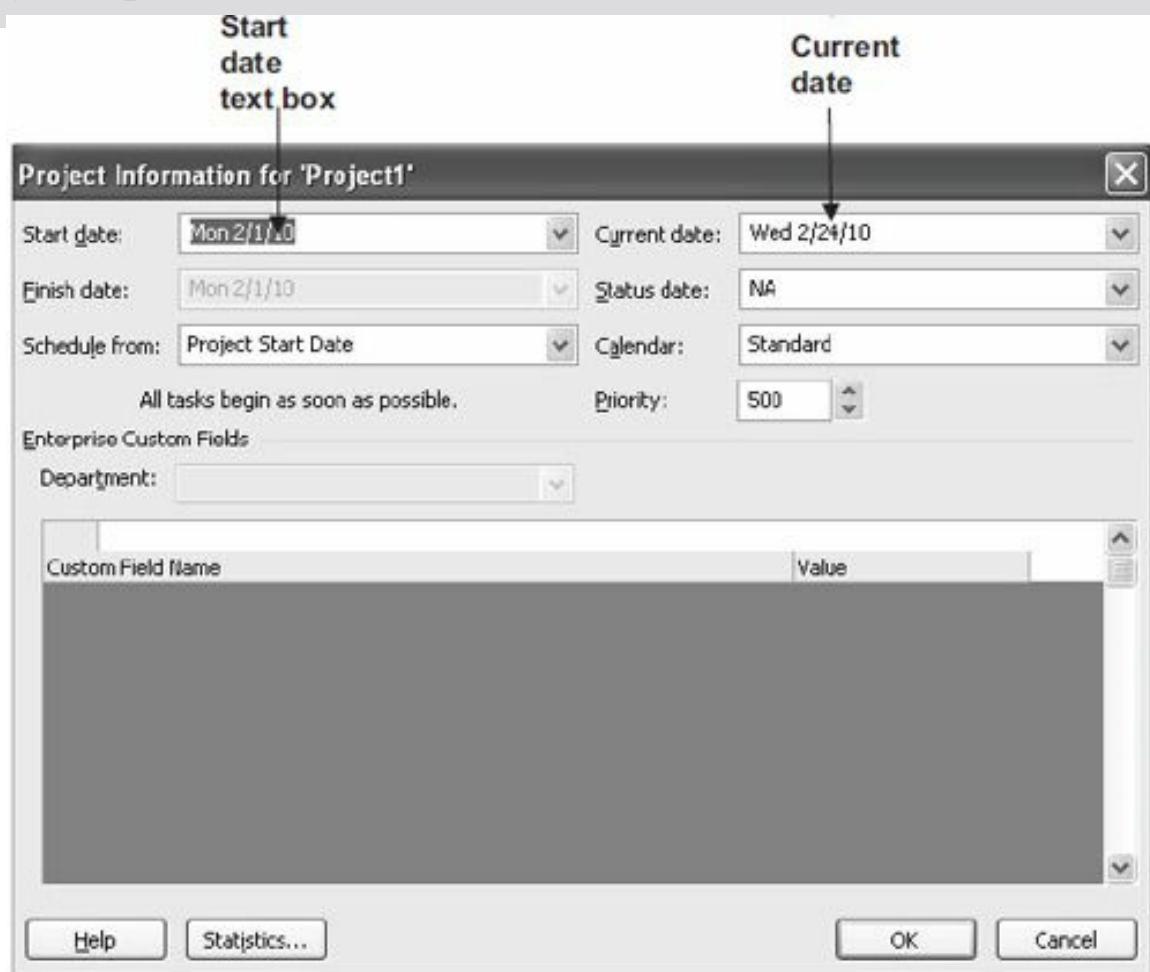 Start
date
text box
Current
date
Project Information for 'Project1'
Start date: Mon 2/1/10 Current date: Wed 2/24/10
Finish date: Mon 2/1/10 Status date: NA
Schedule from: Project Start Date Calendar: Standard
All tasks begin as soon as possible. Priority: 500
Enterprise Custom Fields
Department:
Custom Field Name Value
Help Statistics... OK Cancel